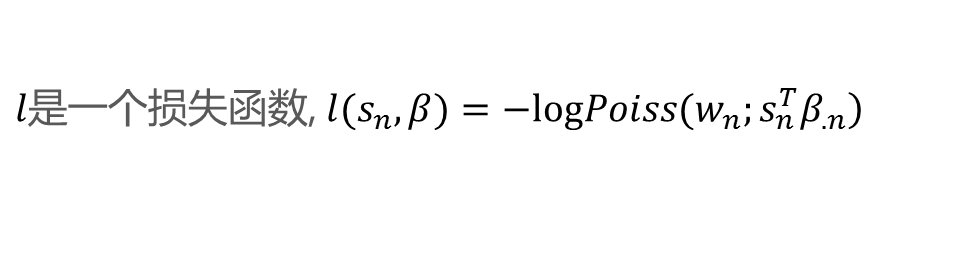 l是一个损失函数, l(sₙ, β) = −logPoiss(wₙ; sₙᵀβ.ₙ)